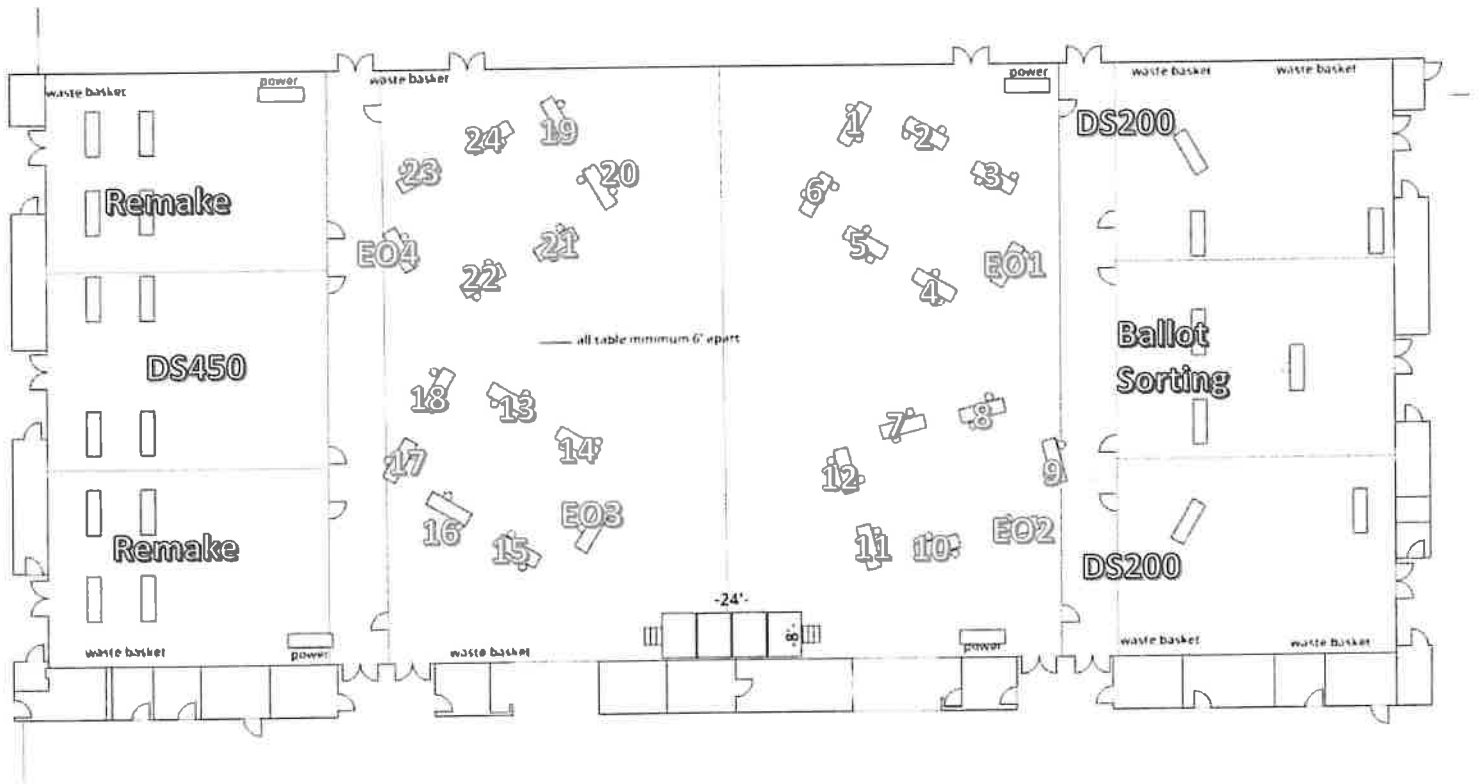 waste basket
power
waste basket
power
waste basket
waste basket
DS200
19
24
20
23
1
2
3
6
Remake
EO4
21
22
5
EO1
4
all table minimum 6' apart
Ballot
Sorting
DS450
18
13
14
17
7
8
12
9
16
15
EO3
11
10
EO2
Remake
DS200
-24'-
-8'-
waste basket
power
waste basket
power
waste basket
waste basket